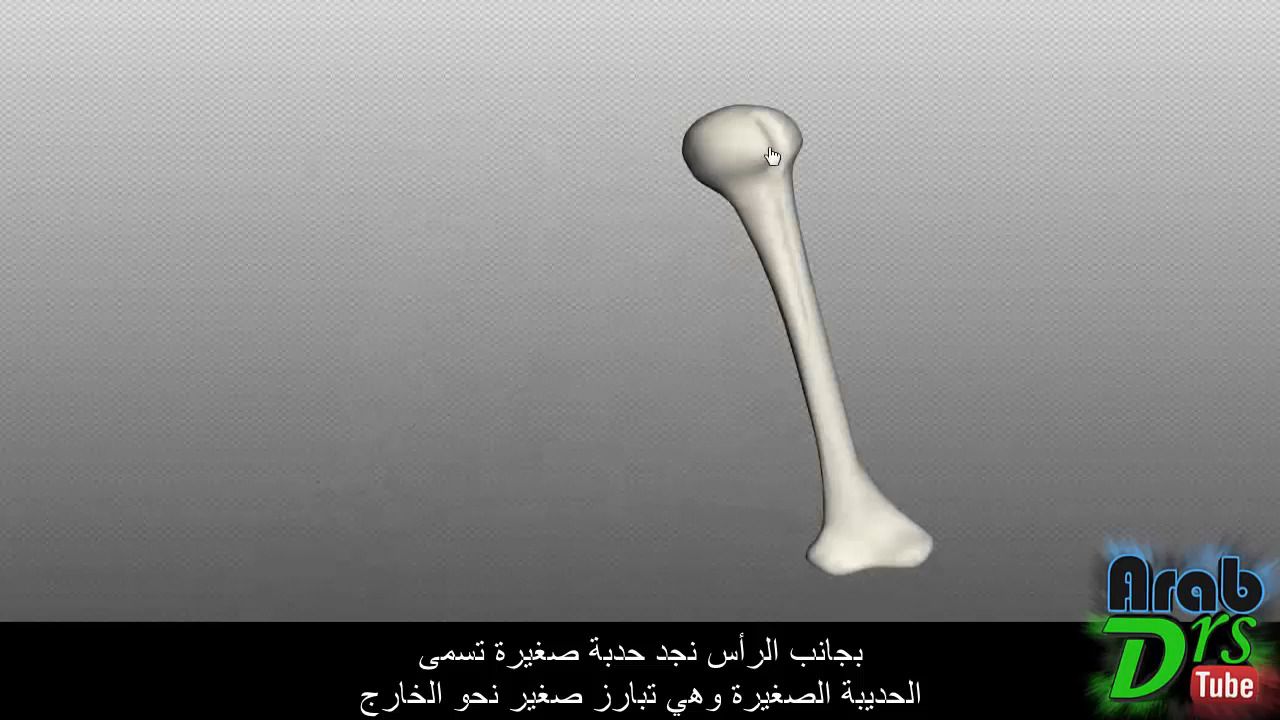 بجانب الرأس نجد حدبة صغيرة تسمى
الحديبة الصغيرة وهي تبارز صغير نحو الخارج
Arab
Drs
Tube